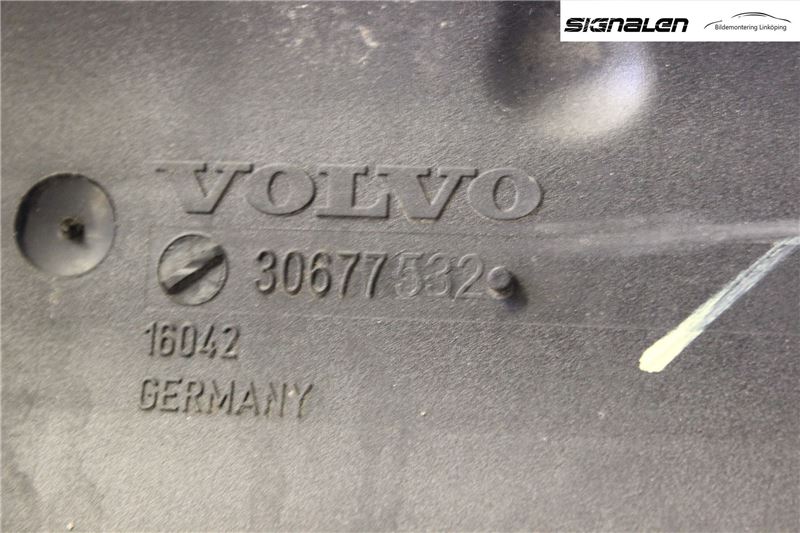 SIGNALEN
Bildemontering Linköping
VOLVO
30677532
16042
GERMANY